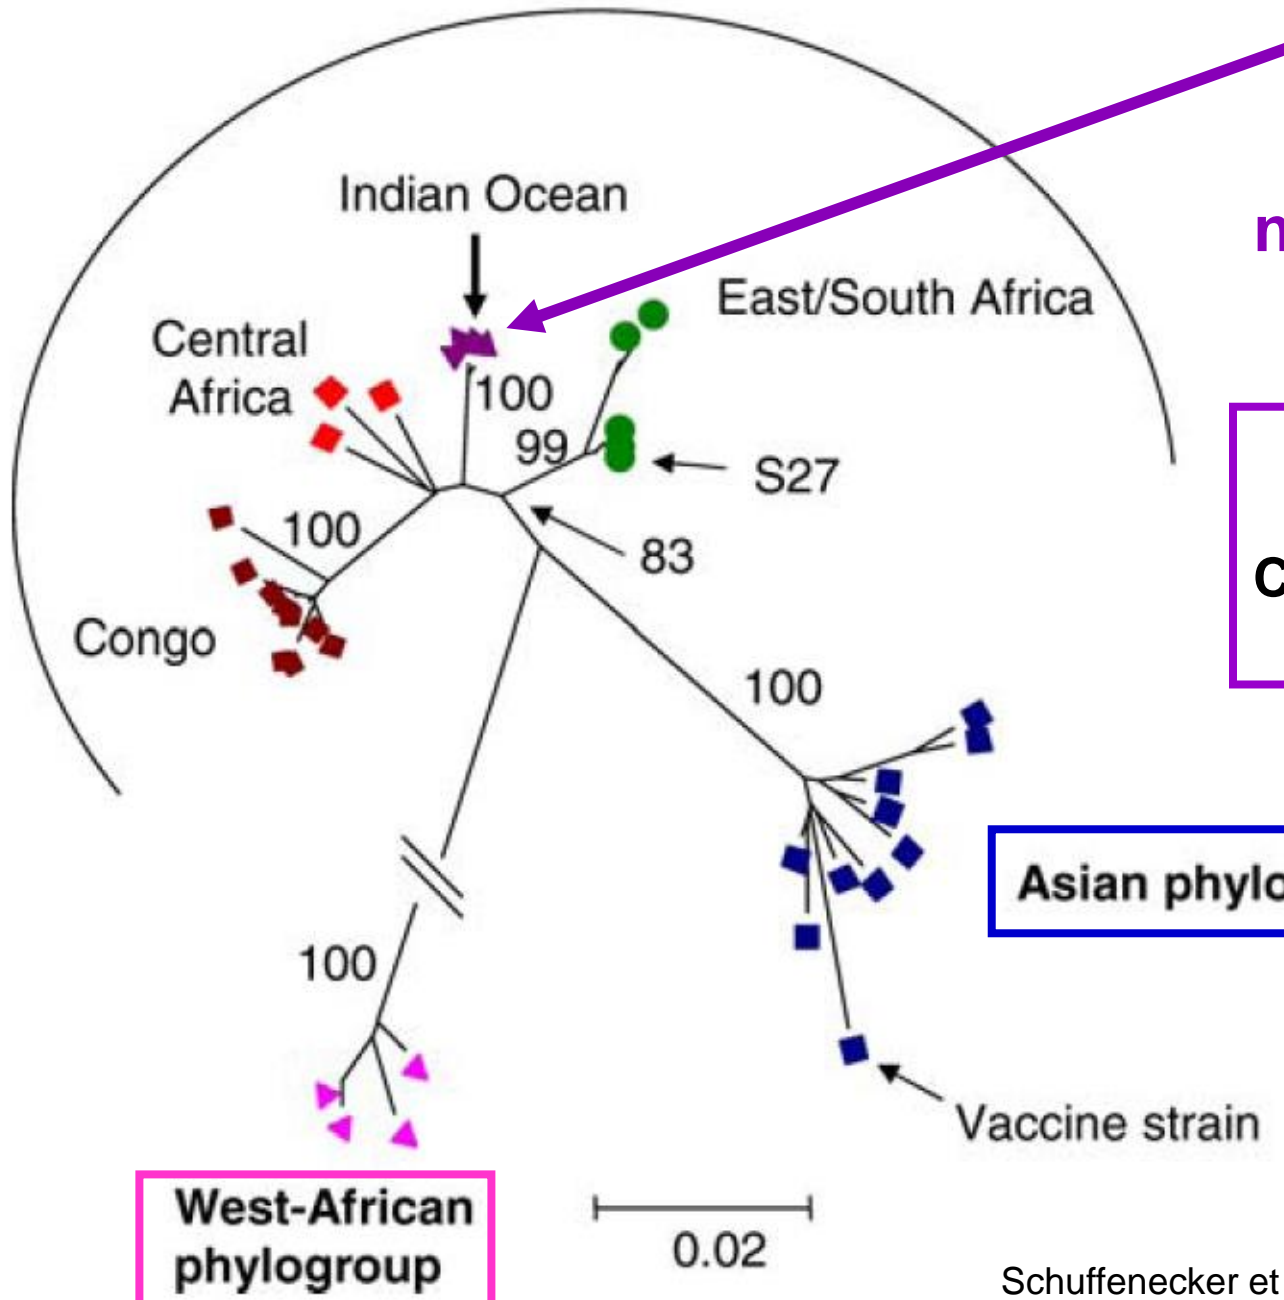 Indian Ocean
n
East/South Africa
Central
Africa
100
99
S27
100
83
C
Congo
100
Asian phylo
100
Vaccine strain
West-African
phylogroup
0.02
Schuffenecker et